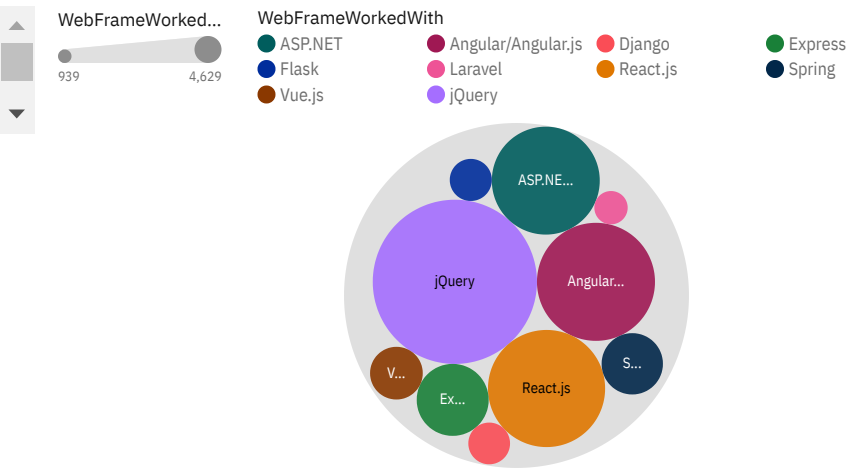 WebFrameWorked...
939 4,629
WebFrameWorkedWith
ASP.NET Angular/Angular.js Django Express
Flask Laravel React.js Spring
Vue.js jQuery
ASP.NE...
jQuery
Angular...
S...
V...
React.js
Ex...